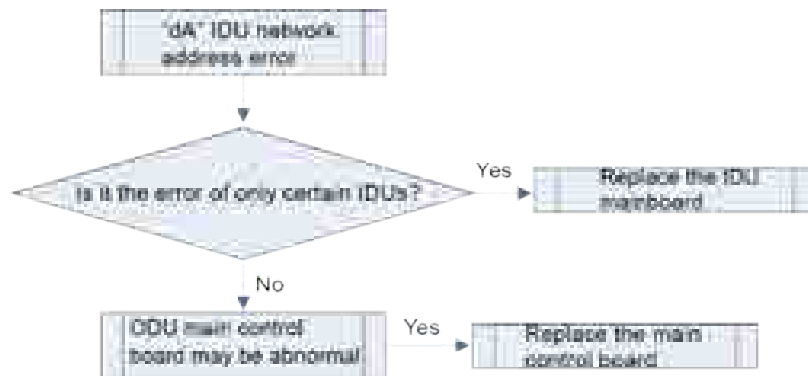 "dA" IDU network
address error
Is it the error of only certain IDUs?
Yes
Replace the IDU
mainboard
No
ODU main control
board may be abnormal
Yes
Replace the main
control board